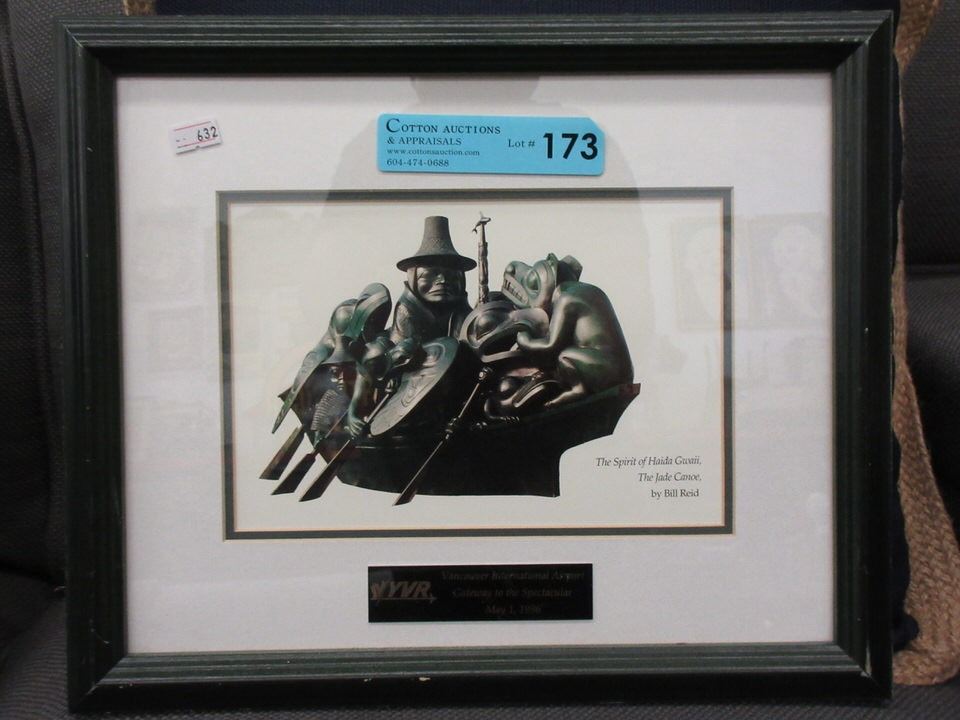 632
COTTON AUCTIONS
& APPRAISALS
www.cottonsauction.com
604-474-0688
Lot # 173
The Spirit of Haida Gwaii,
The Jade Canoe,
by Bill Reid
YVR
Vancouver International Airport
Gateway to the Spectacular
May 1, 1996